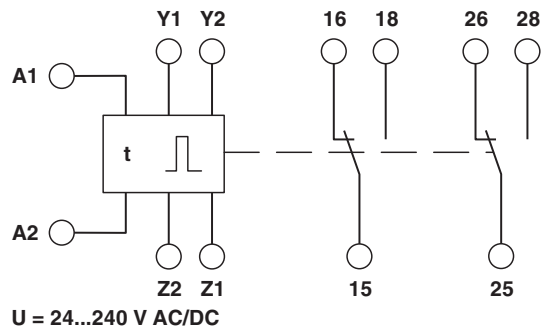 Y1 Y2 16 18 26 28
A1
t
A2
Z2 Z1 15 25
U = 24...240 V AC/DC